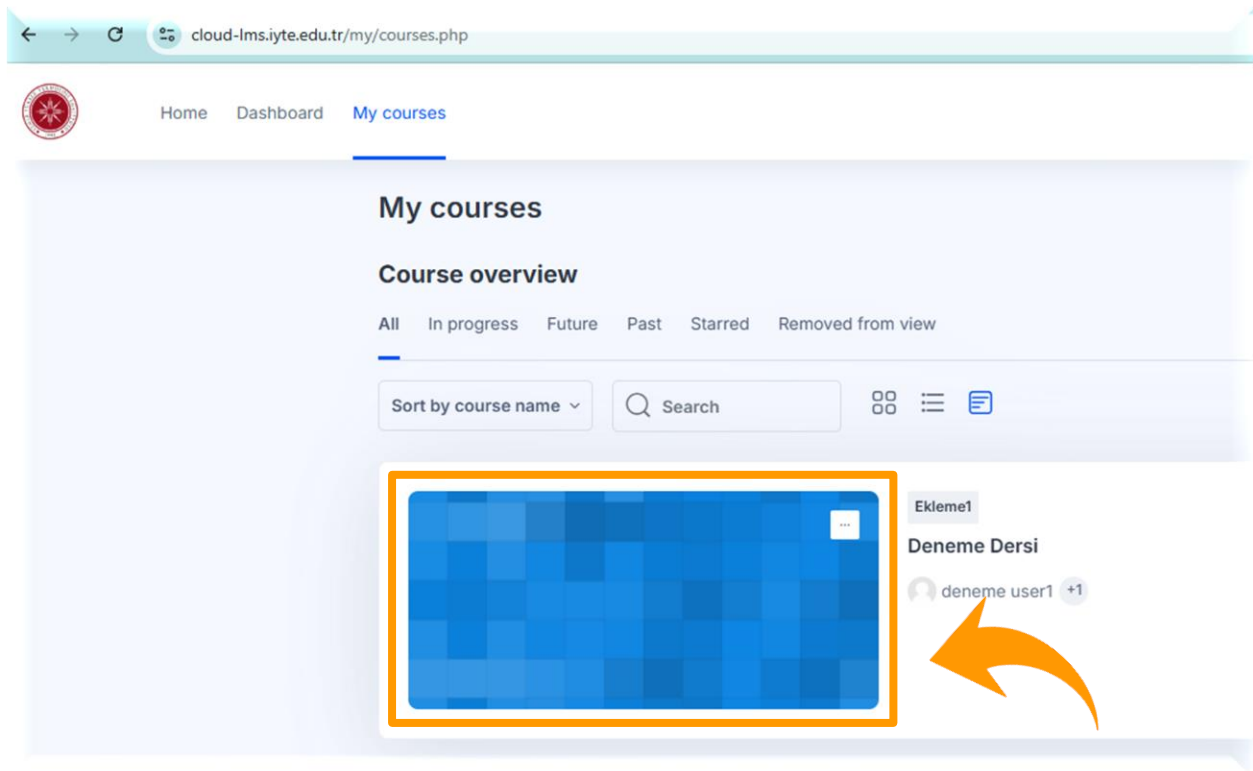 cloud-lms.iyte.edu.tr/my/courses.php
Home Dashboard My courses
My courses
Course overview
All In progress Future Past Starred Removed from view
Sort by course name Search
...
Ekleme1
Deneme Dersi
deneme user1 +1